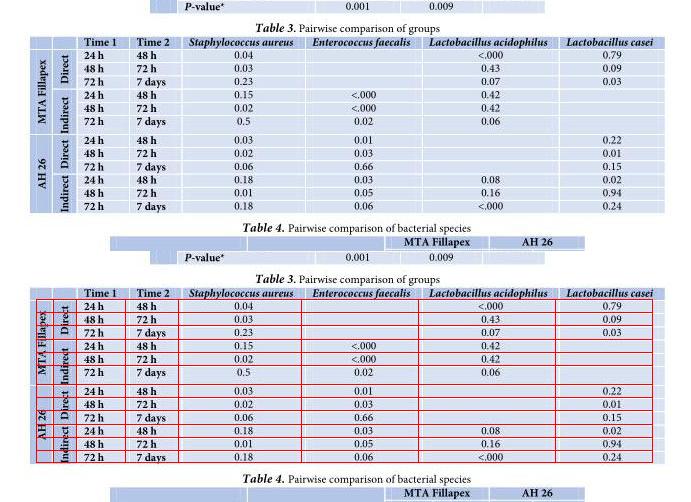 P-value* 0.001 0.009
Table 3. Pairwise comparison of groups
Time 1 Time 2 Staphylococcus aureus Enterococcus faecalis Lactobacillus acidophilus Lactobacillus casei
MTA Fillapex
Direct
24 h 48 h 0.04 <.000 0.79
48 h 72 h 0.03 0.43 0.09
72 h 7 days 0.23 0.07 0.03
Indirect
24 h 48 h 0.15 <.000 0.42
48 h 72 h 0.02 <.000 0.42
72 h 7 days 0.5 0.02 0.06
AH 26
Direct
24 h 48 h 0.03 0.01 0.22
48 h 72 h 0.02 0.03 0.01
72 h 7 days 0.06 0.66 0.15
Indirect
24 h 48 h 0.18 0.03 0.08 0.02
48 h 72 h 0.01 0.05 0.16 0.94
72 h 7 days 0.18 0.06 <.000 0.24
Table 4. Pairwise comparison of bacterial species
MTA Fillapex AH 26
P-value* 0.001 0.009
Table 3. Pairwise comparison of groups
Time 1 Time 2 Staphylococcus aureus Enterococcus faecalis Lactobacillus acidophilus Lactobacillus casei
MTA Fillapex
Direct
24 h 48 h 0.04 <.000 0.79
48 h 72 h 0.03 0.43 0.09
72 h 7 days 0.23 0.07 0.03
Indirect
24 h 48 h 0.15 <.000 0.42
48 h 72 h 0.02 <.000 0.42
72 h 7 days 0.5 0.02 0.06
AH 26
Direct
24 h 48 h 0.03 0.01 0.22
48 h 72 h 0.02 0.03 0.01
72 h 7 days 0.06 0.66 0.15
Indirect
24 h 48 h 0.18 0.03 0.08 0.02
48 h 72 h 0.01 0.05 0.16 0.94
72 h 7 days 0.18 0.06 <.000 0.24
Table 4. Pairwise comparison of bacterial species
MTA Fillapex AH 26